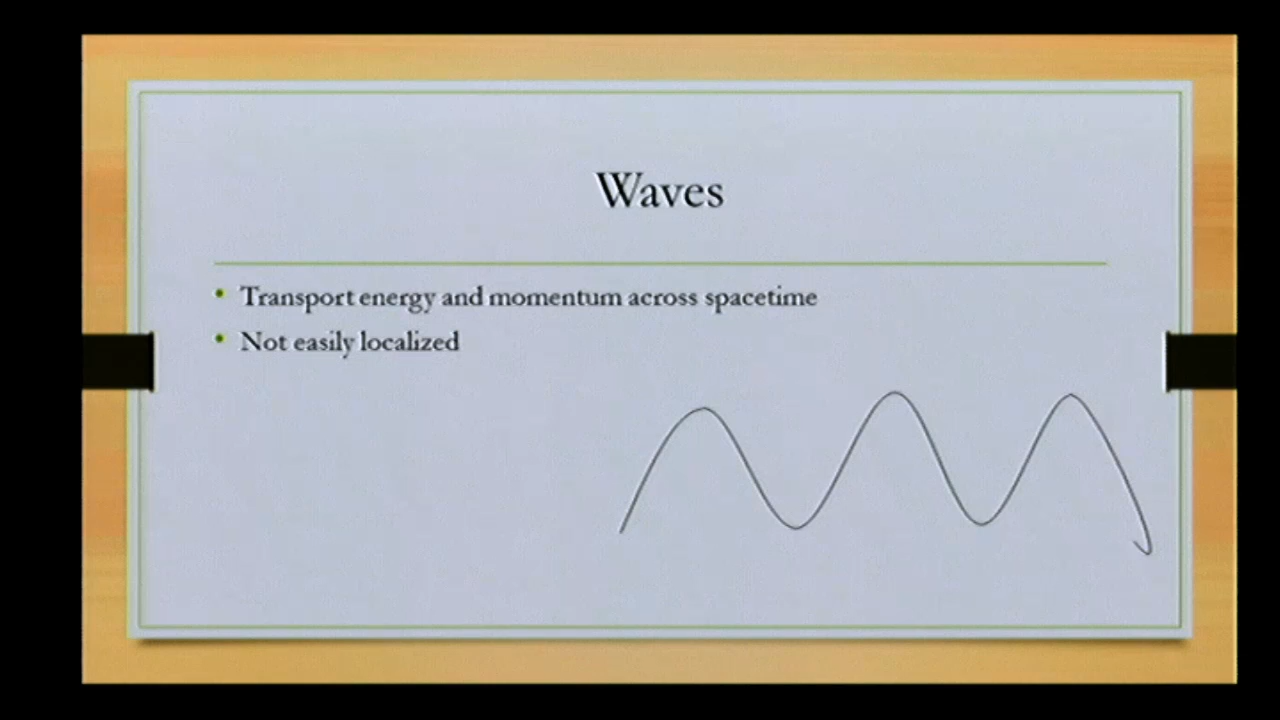 Waves
• Transport energy and momentum across spacetime
• Not easily localized